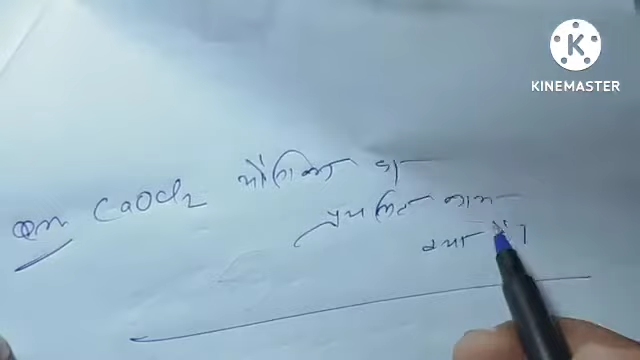 KINEMASTER
CaOCl2 यौगिक का
प्रचलित नाम
क्या है।